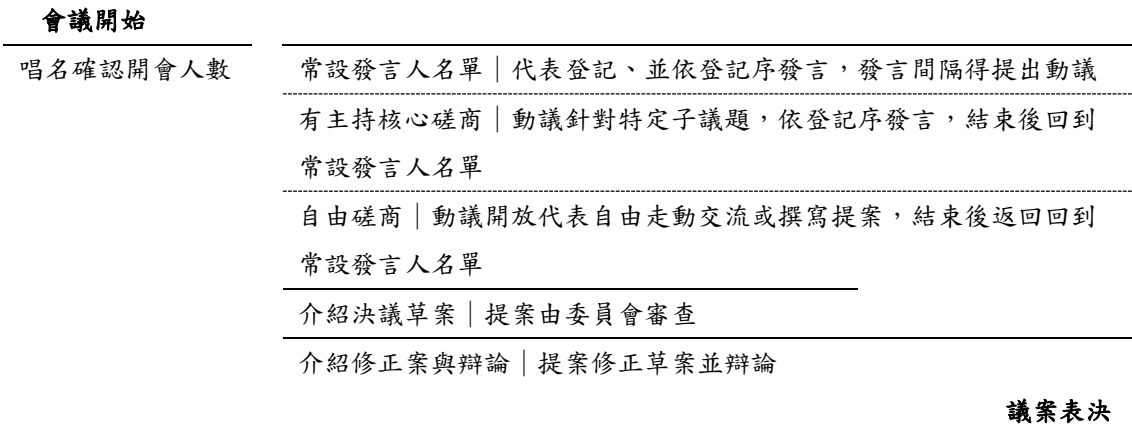 會議開始
唱名確認開會人數
常設發言人名單｜代表登記、並依登記序發言，發言間隔得提出動議
有主持核心磋商｜動議針對特定子議題，依登記序發言，結束後回到
常設發言人名單
自由磋商｜動議開放代表自由走動交流或撰寫提案，結束後返回回到
常設發言人名單
介紹決議草案｜提案由委員會審查
介紹修正案與辯論｜提案修正草案並辯論
議案表決